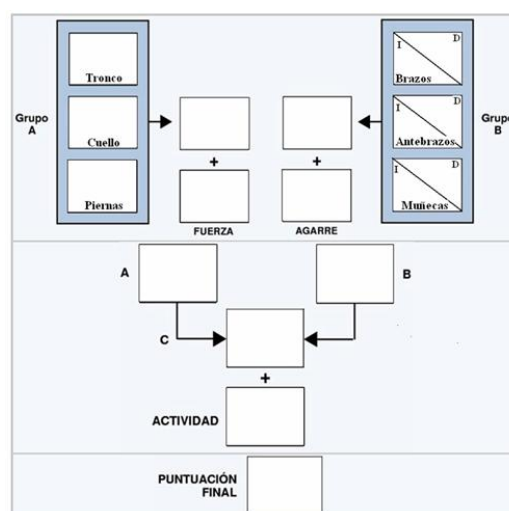 Grupo
A
Tronco
Cuello
Piernas
+
FUERZA
+
AGARRE
I
D
Brazos
I
D
Antebrazos
I
D
Muñecas
Grupo
B
A
B
C
+
ACTIVIDAD
PUNTUACIÓN
FINAL